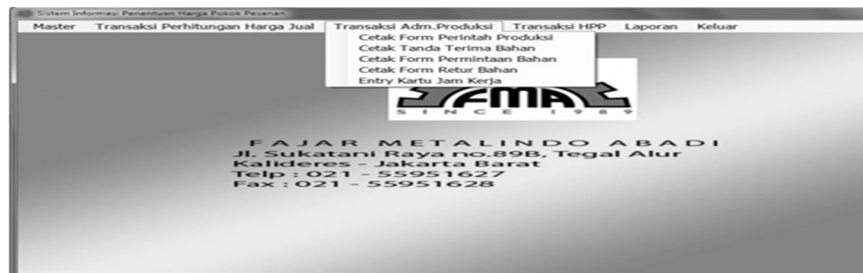 Sistem Informasi Penentuan Harga Pokok Pesanan
Master Transaksi Perhitungan Harga Jual Transaksi Adm.Produksi Transaksi HPP Laporan Keluar
Cetak Form Perintah Produksi
Cetak Tanda Terima Bahan
Cetak Form Permintaan Bahan
Cetak Form Retur Bahan
Entry Kartu Jam Kerja
FMA
SINCE 1989
FAJAR METALINDO ABADI
Jl. Sukatani Raya no.89B, Tegal Alur
Kalideres - Jakarta Barat
Telp : 021 - 55951627
Fax : 021 - 55951628